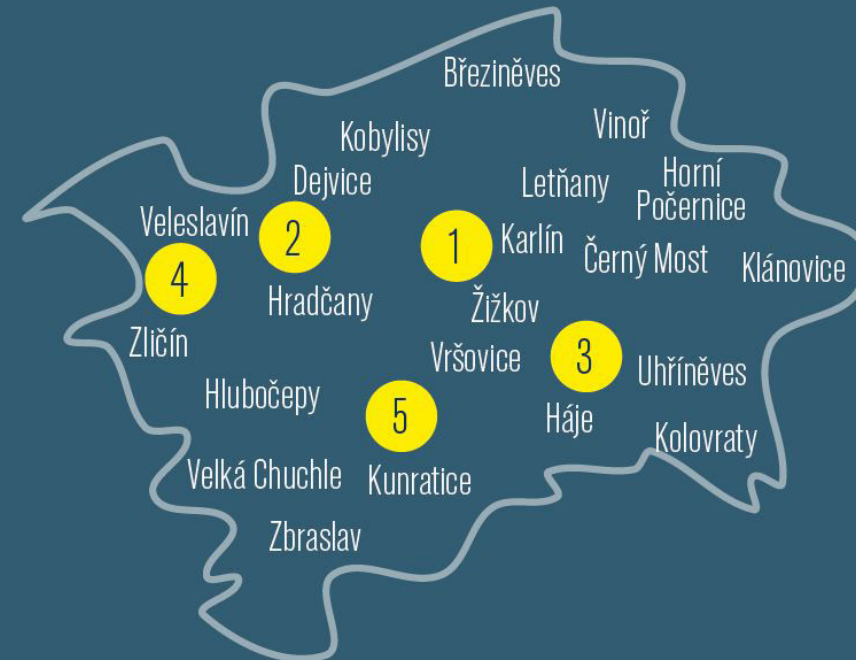 Březiněves
Vinoř
Kobylisy
Horní
Počernice
Letňany
Dejvice
Veleslavín
2
1
Karlín
Černý Most
Klánovice
4
Hradčany
Žižkov
Zličín
Vršovice
3
Uhříněves
Hlubočepy
5
Háje
Kolovraty
Velká Chuchle
Kunratice
Zbraslav